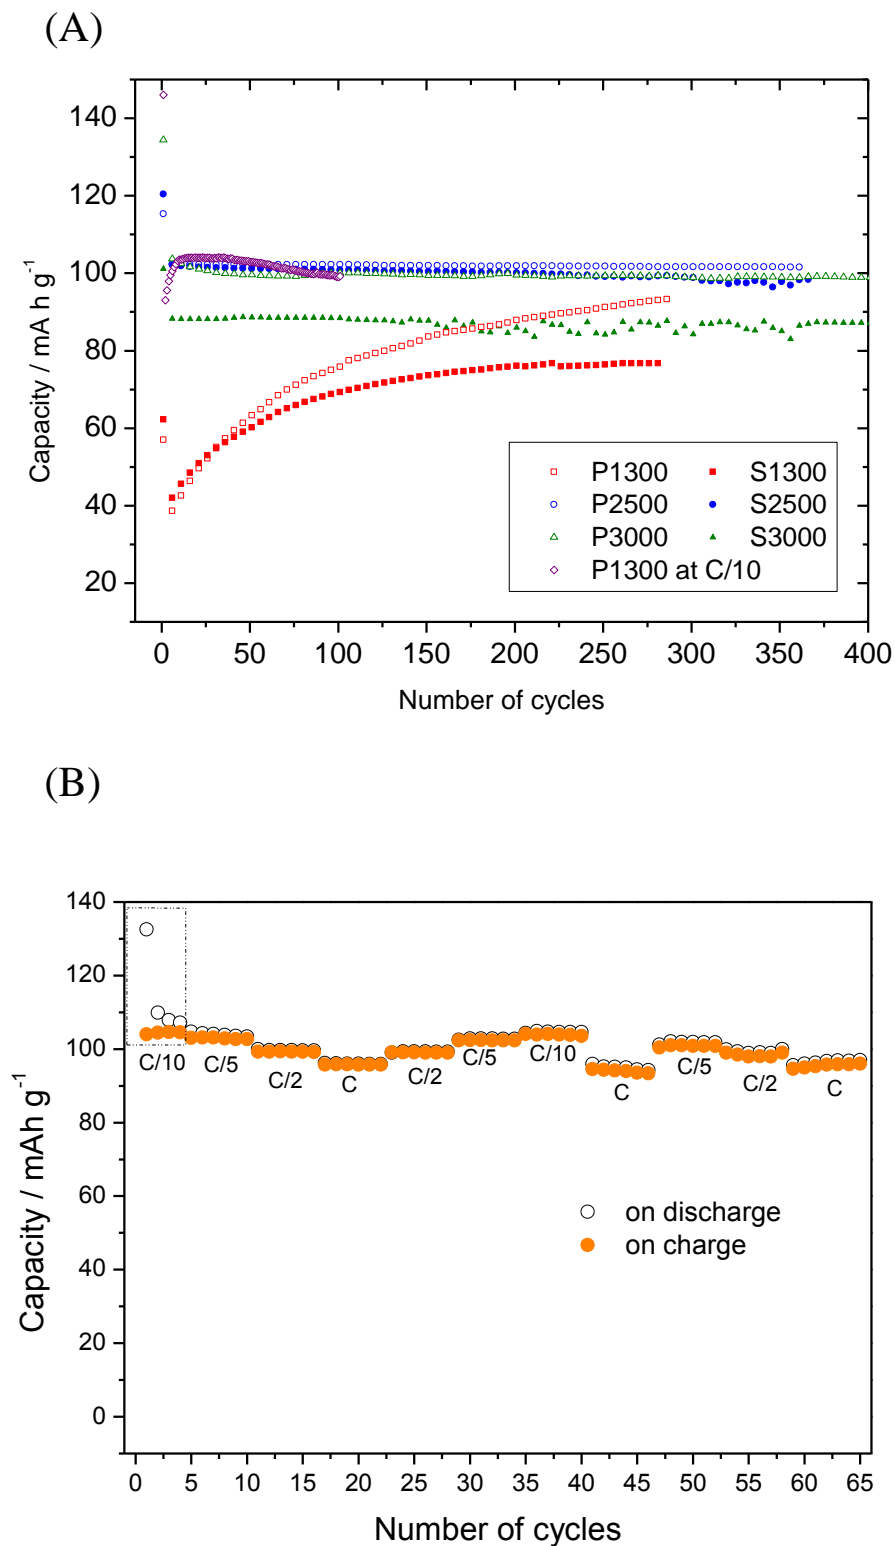 (A)
140
120
100
80
60
40
20
Capacity / mA h g⁻¹
P1300 S1300
P2500 S2500
P3000 S3000
P1300 at C/10
0 50 100 150 200 250 300 350 400
Number of cycles
(B)
140
120
100
80
60
40
20
0
Capacity / mAh g⁻¹
C/10 C/5 C/2 C C/2 C/5 C/10 C C/5 C/2 C
on discharge
on charge
0 5 10 15 20 25 30 35 40 45 50 55 60 65
Number of cycles